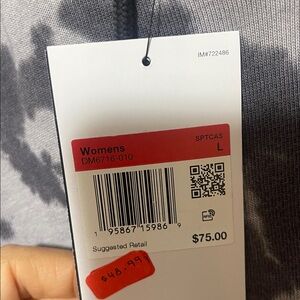 IM#722486
Womens
SPTCAS
DM6716-010
L
1 95867 15986 9
Suggested Retail
$75.00
$48.99